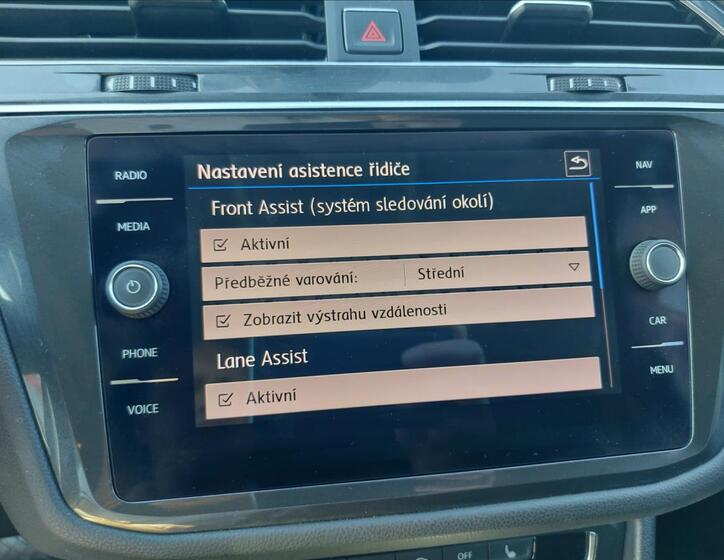 RADIO
MEDIA
PHONE
VOICE
Nastavení asistence řidiče
Front Assist (systém sledování okolí)
Aktivní
Předběžné varování: Střední
Zobrazit výstrahu vzdálenosti
Lane Assist
Aktivní
NAV
APP
CAR
MENU
OFF